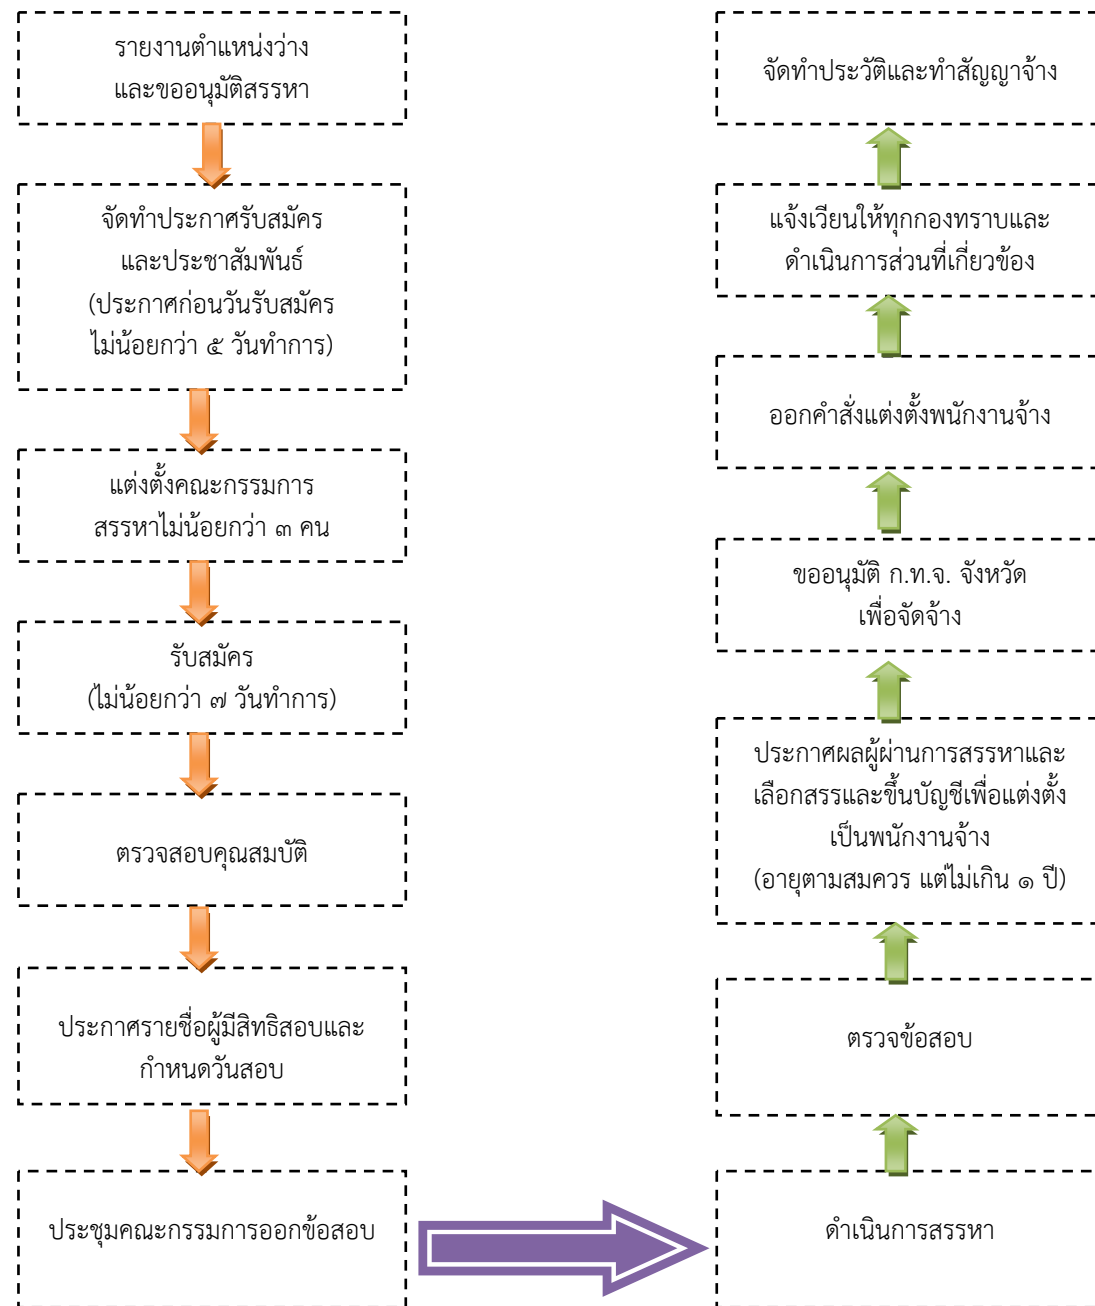 รายงานตำแหน่งว่าง
และขออนุมัติสรรหา
จัดทำประกาศรับสมัคร
และประชาสัมพันธ์
(ประกาศก่อนวันรับสมัคร
ไม่น้อยกว่า ๕ วันทำการ)
แต่งตั้งคณะกรรมการ
สรรหาไม่น้อยกว่า ๓ คน
รับสมัคร
(ไม่น้อยกว่า ๗ วันทำการ)
ตรวจสอบคุณสมบัติ
ประกาศรายชื่อผู้มีสิทธิสอบและ
กำหนดวันสอบ
ประชุมคณะกรรมการออกข้อสอบ
ดำเนินการสรรหา
ตรวจข้อสอบ
ประกาศผลผู้ผ่านการสรรหาและ
เลือกสรรและขึ้นบัญชีเพื่อแต่งตั้ง
เป็นพนักงานจ้าง
(อายุตามสมควร แต่ไม่เกิน ๑ ปี)
ขออนุมัติ ก.ท.จ. จังหวัด
เพื่อจัดจ้าง
ออกคำสั่งแต่งตั้งพนักงานจ้าง
แจ้งเวียนให้ทุกกองทราบและ
ดำเนินการส่วนที่เกี่ยวข้อง
จัดทำประวัติและทำสัญญาจ้าง